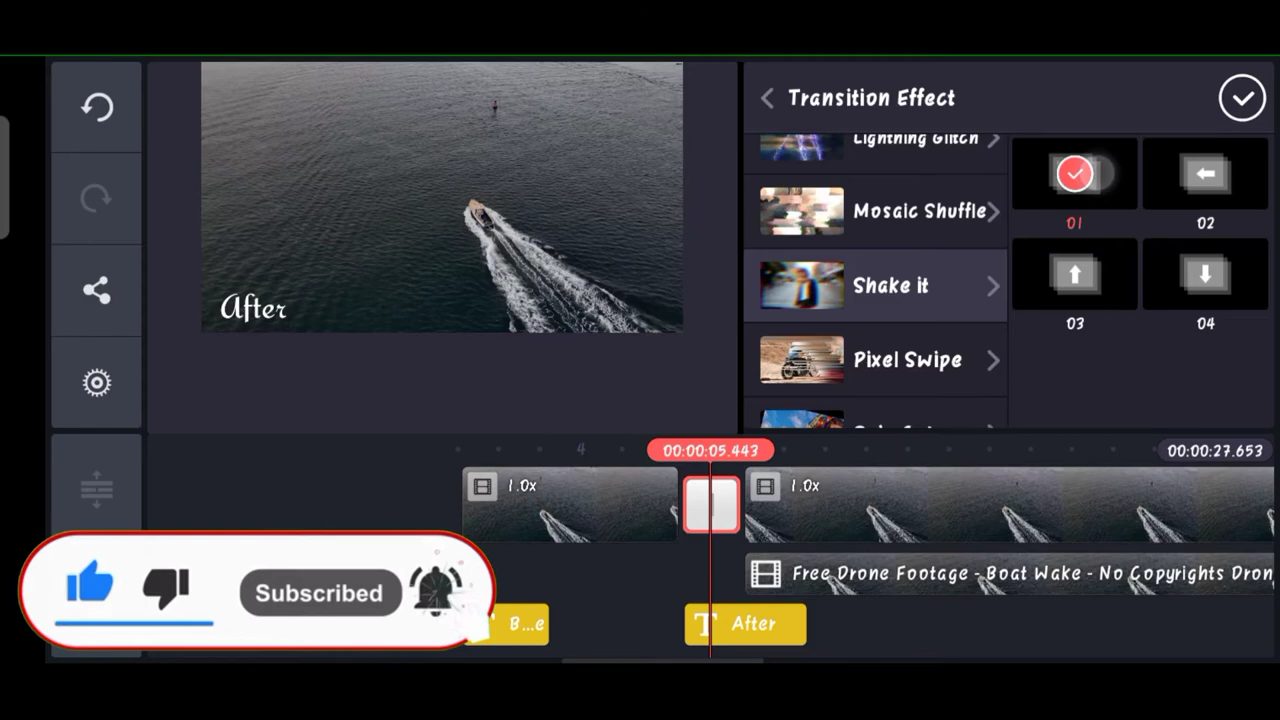 Transition Effect
Lightning Glitch
Mosaic Shuffle
Shake it
Pixel Swipe
01
02
03
04
After
4
00:00:05.443
00:00:27.653
1.0x
1.0x
Free Drone Footage - Boat Wake - No Copyrights Dron
Subscribed
B...e
T After